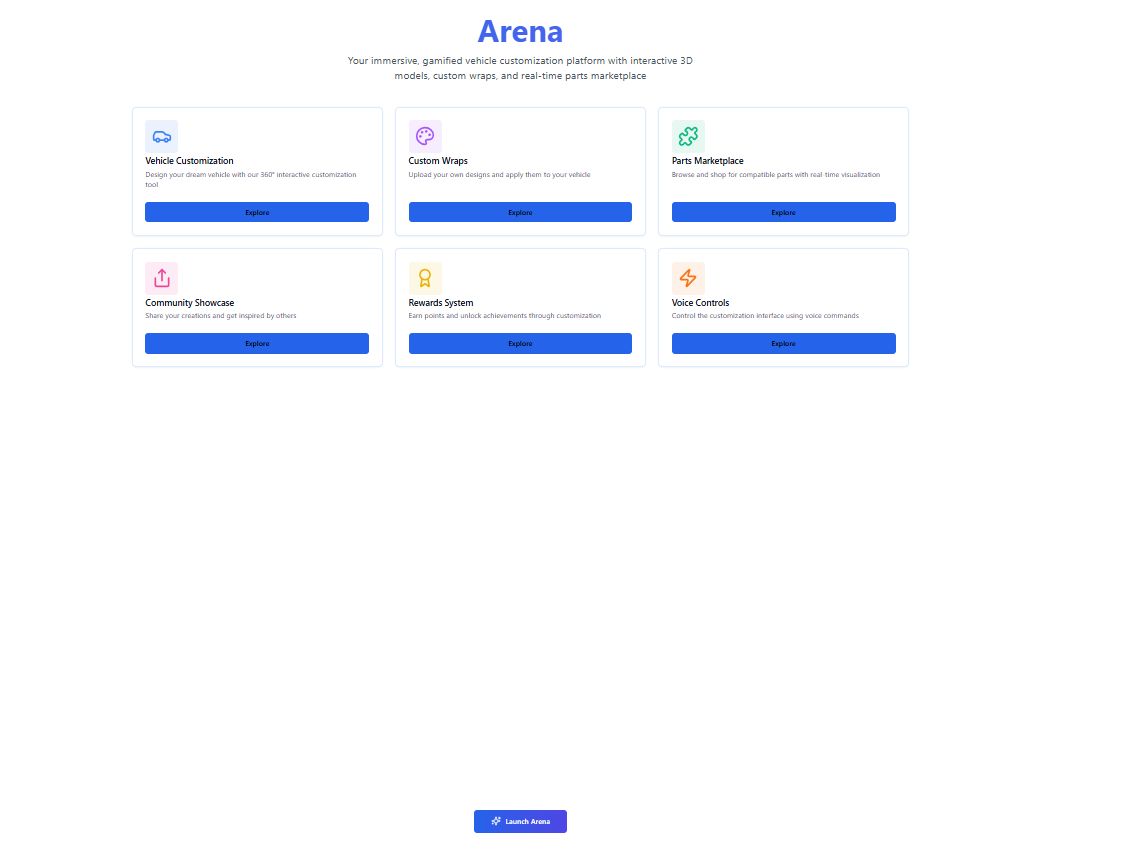 Arena
Your immersive, gamified vehicle customization platform with interactive 3D
models, custom wraps, and real-time parts marketplace
Vehicle Customization
Design your dream vehicle with our 360° interactive customization
tool
Explore
Custom Wraps
Upload your own designs and apply them to your vehicle
Explore
Parts Marketplace
Browse and shop for compatible parts with real-time visualization
Explore
Community Showcase
Share your creations and get inspired by others
Explore
Rewards System
Earn points and unlock achievements through customization
Explore
Voice Controls
Control the customization interface using voice commands
Explore
Launch Arena